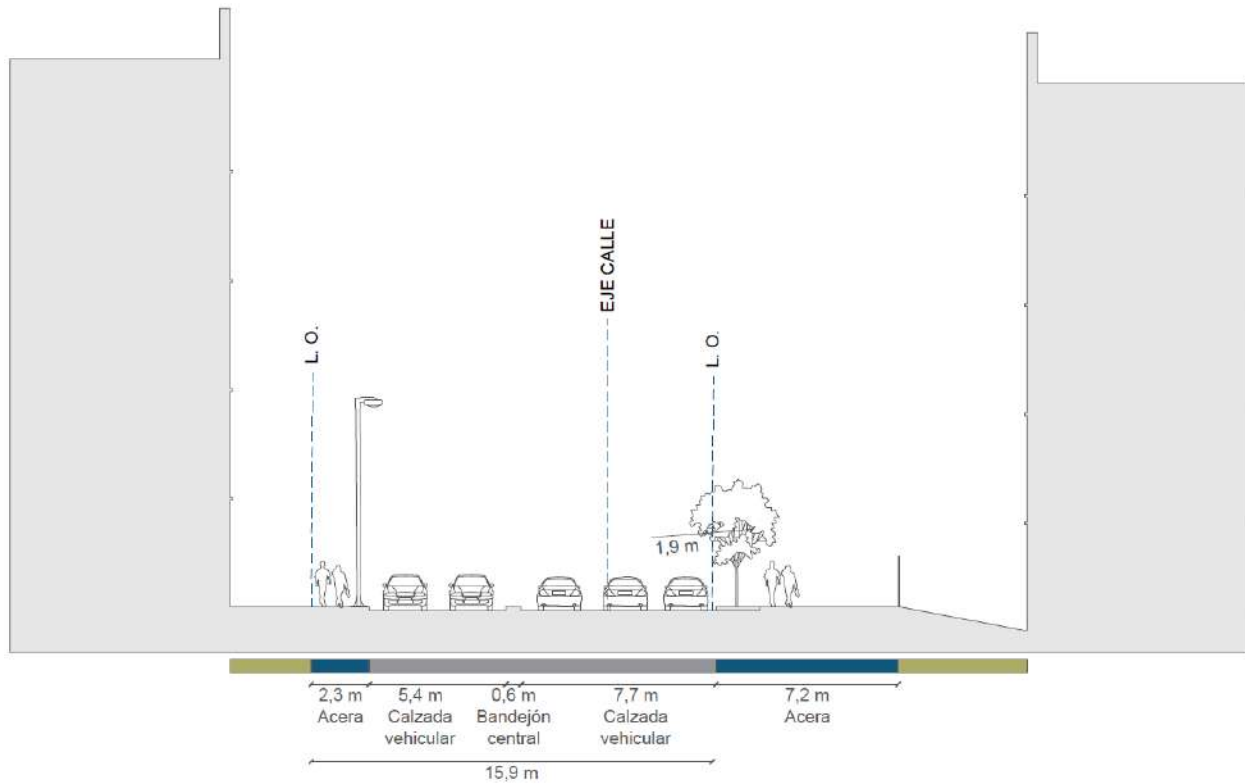 EJE CALLE
L. O.
L. O.
1,9 m
2,3 m
Acera
5,4 m
Calzada
vehicular
0,6 m
Bandejón
central
7,7 m
Calzada
vehicular
7,2 m
Acera
15,9 m